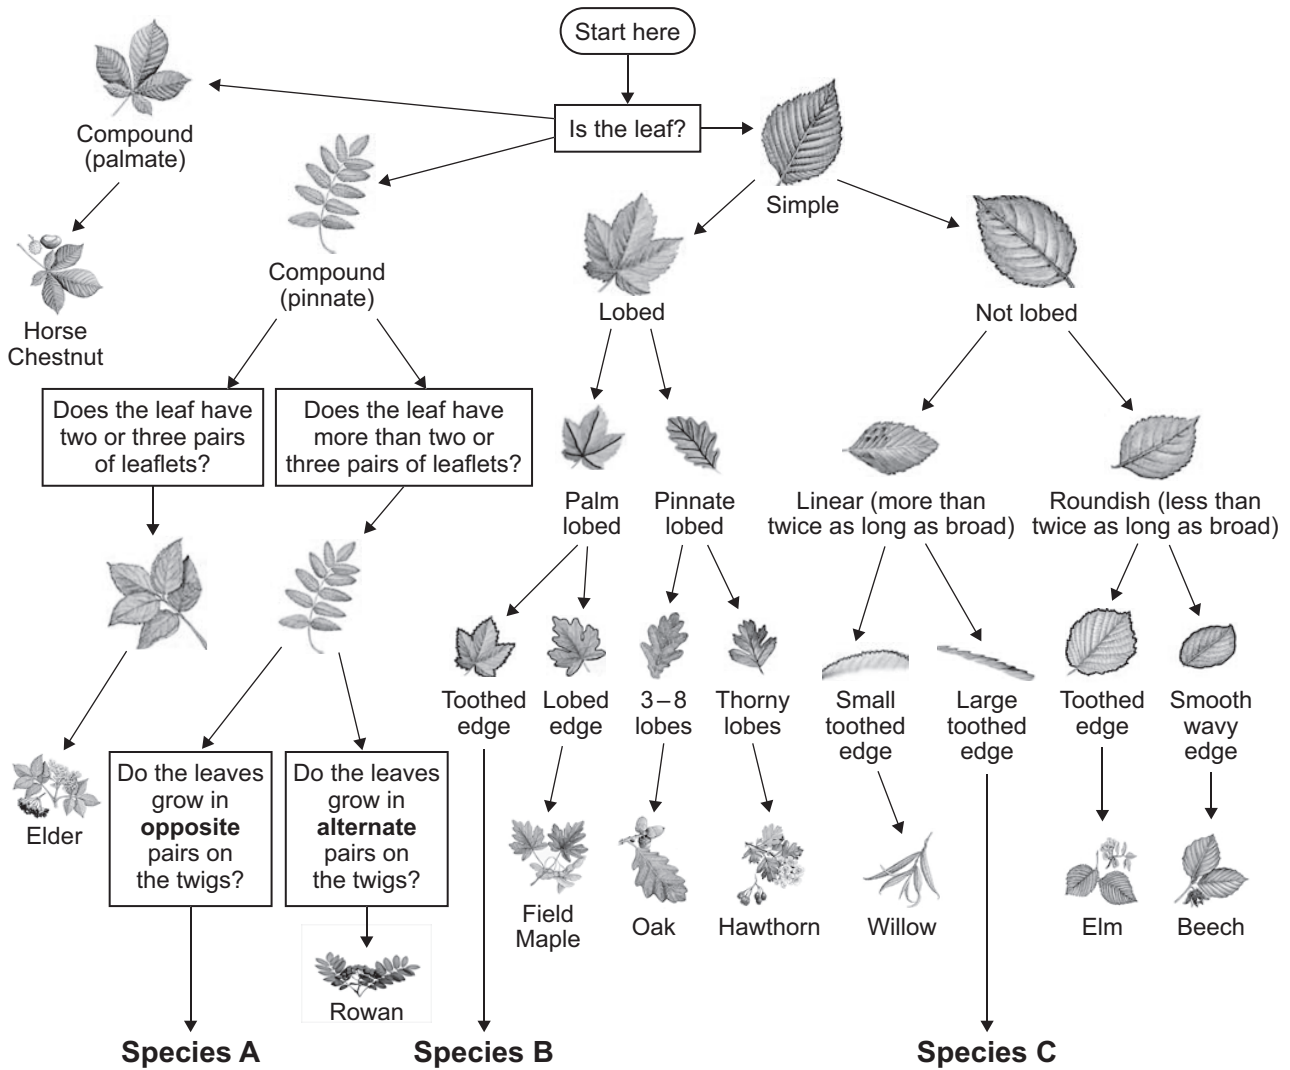 Start here
Is the leaf?
Compound
(palmate)
Simple
Compound
(pinnate)
Lobed
Not lobed
Horse
Chestnut
Does the leaf have
two or three pairs
of leaflets?
Does the leaf have
more than two or
three pairs of leaflets?
Palm
lobed
Pinnate
lobed
Linear (more than
twice as long as broad)
Roundish (less than
twice as long as broad)
Toothed
edge
Lobed
edge
3–8
lobes
Thorny
lobes
Small
toothed
edge
Large
toothed
edge
Toothed
edge
Smooth
wavy
edge
Elder
Do the leaves
grow in
opposite
pairs on
the twigs?
Do the leaves
grow in
alternate
pairs on
the twigs?
Field
Maple
Oak
Hawthorn
Willow
Elm
Beech
Rowan
Species A
Species B
Species C